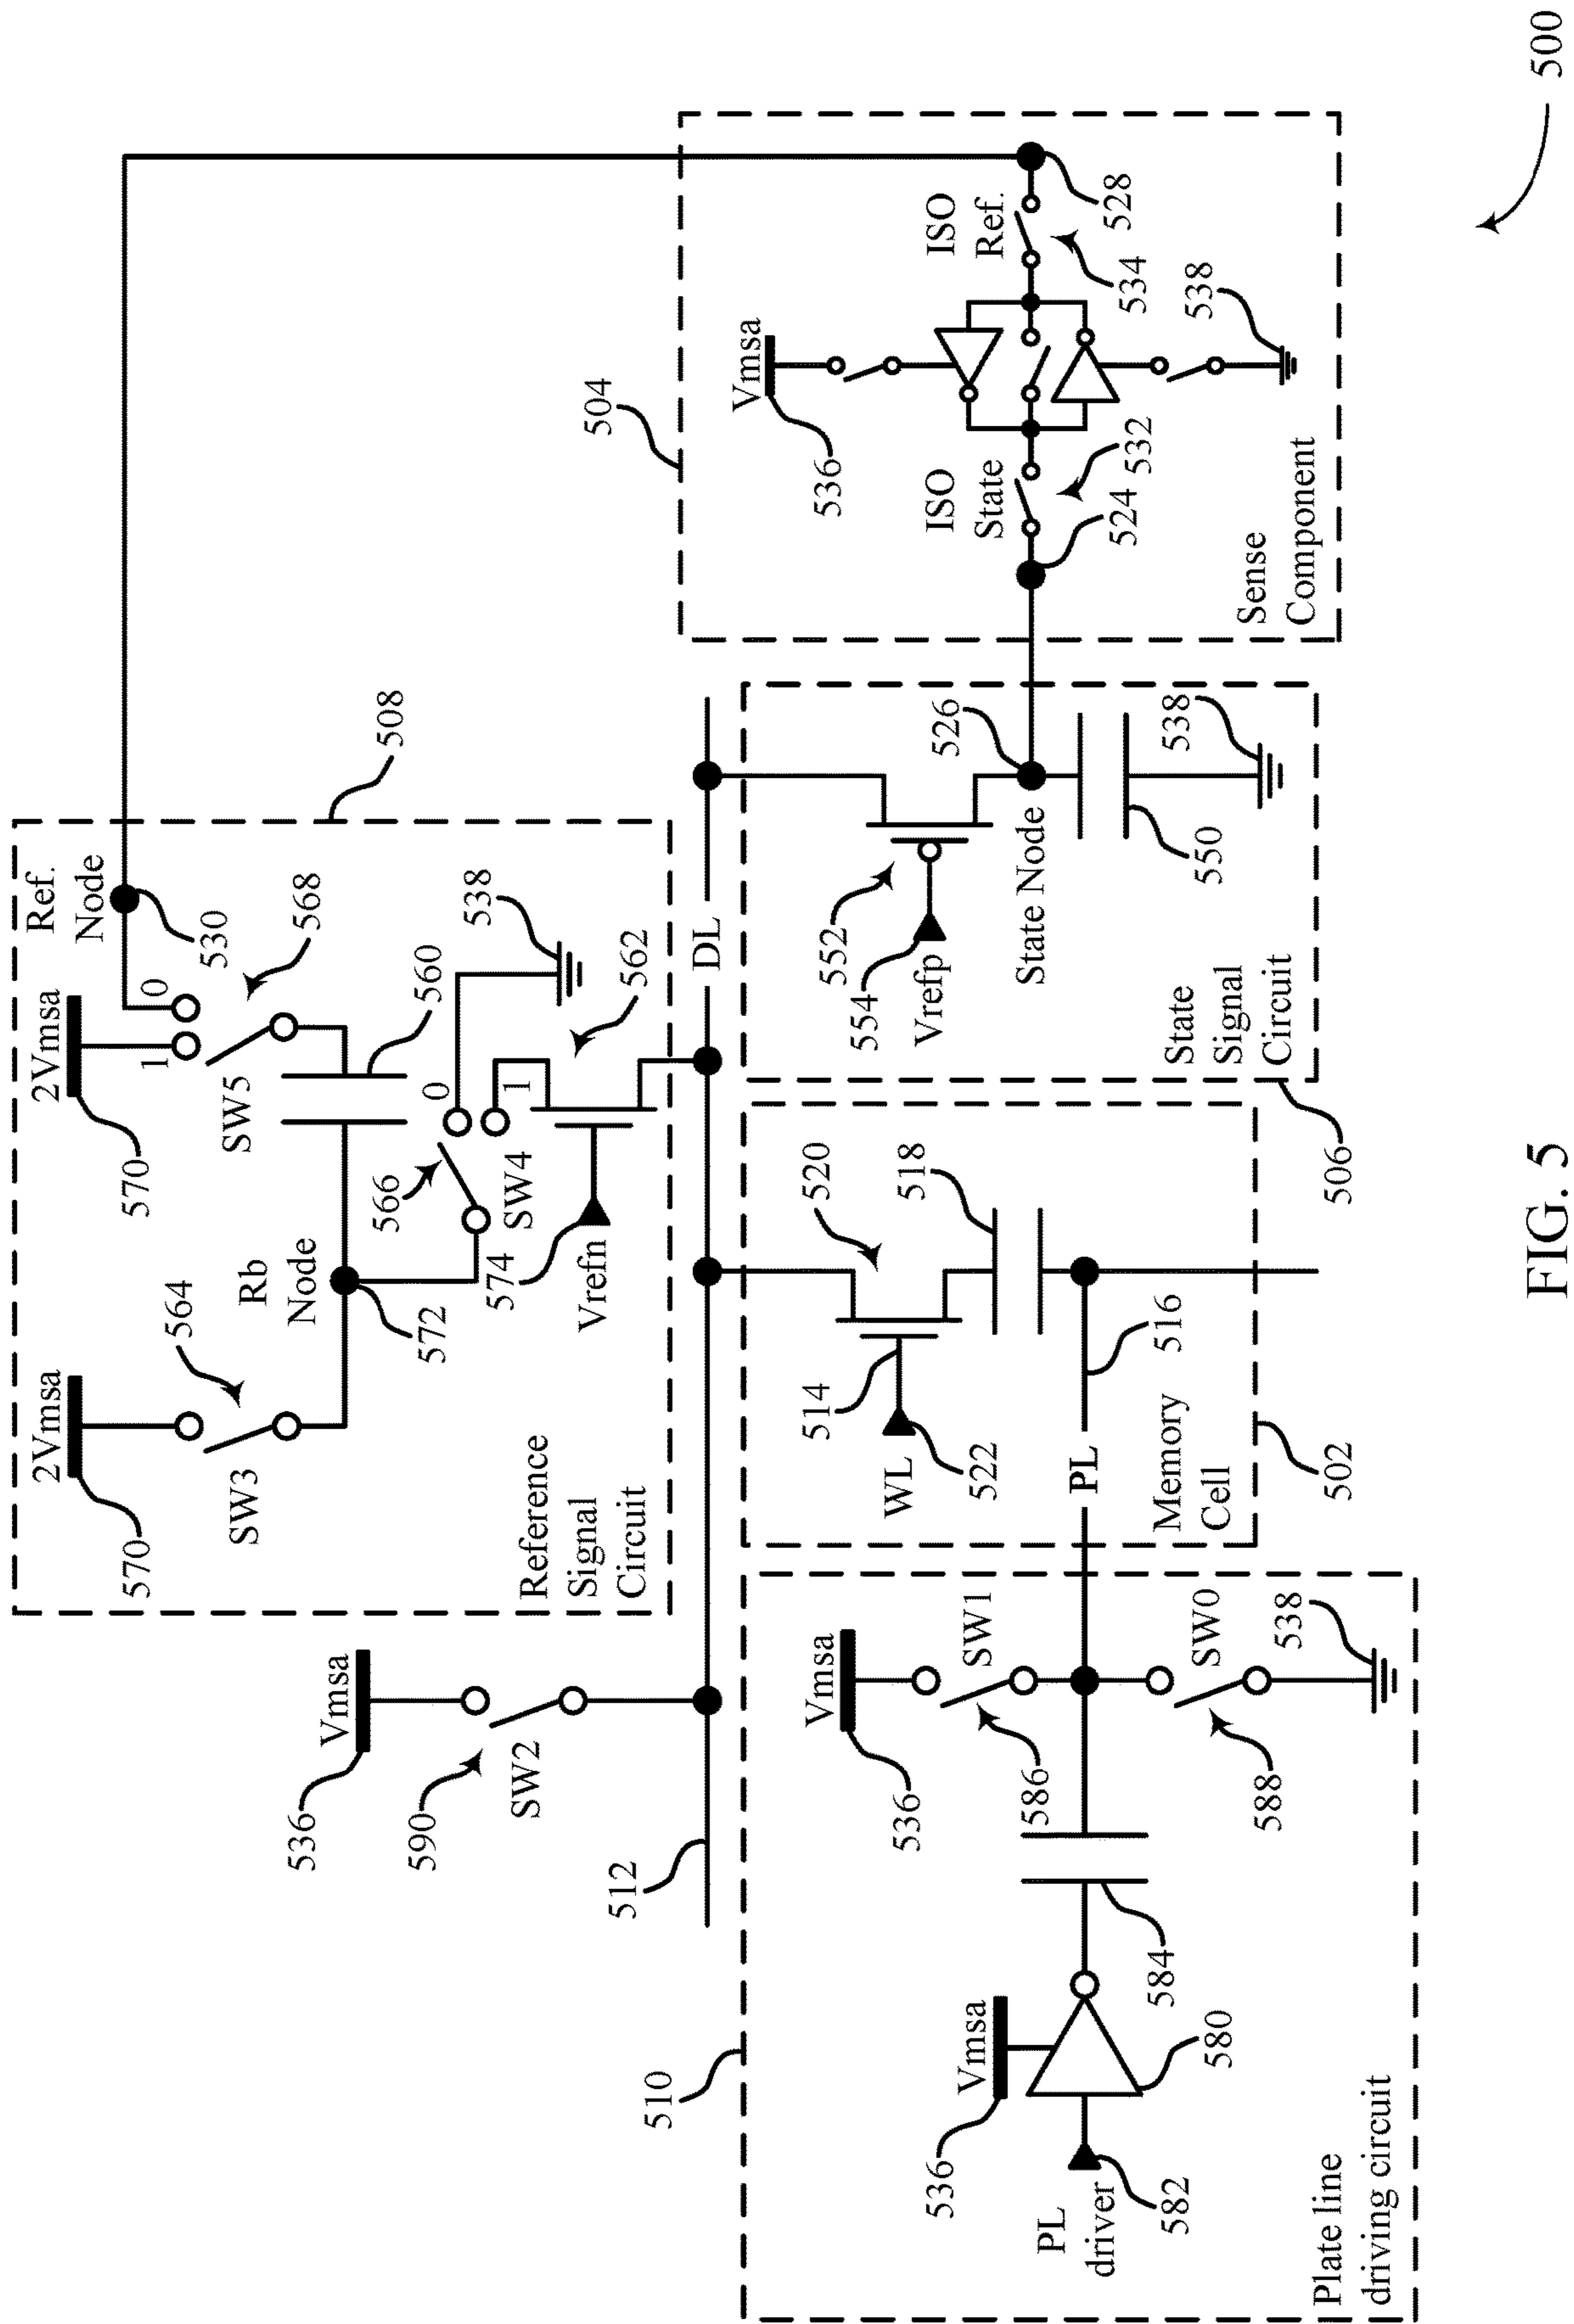 2Vmsa
570
SW3
564
Rb
Node
572
2Vmsa
570
SW5
1
0
Ref.
Node
530
568
560
508
566
0
1
SW4
538
562
574
Vrefn
Reference
Signal
Circuit
Vmsa
536
590
SW2
512
DL
510
536
Vmsa
PL
driver
582
580
584
Vmsa
536
SW1
586
SW0
588
538
Plate line
driving circuit
520
514
WL
522
518
PL
516
Memory
Cell
502
552
554
Vrefp
State Node
526
550
538
State
Signal
Circuit
506
504
Vmsa
536
ISO
State
532
524
ISO
Ref.
534
528
538
Sense
Component
500
FIG. 5